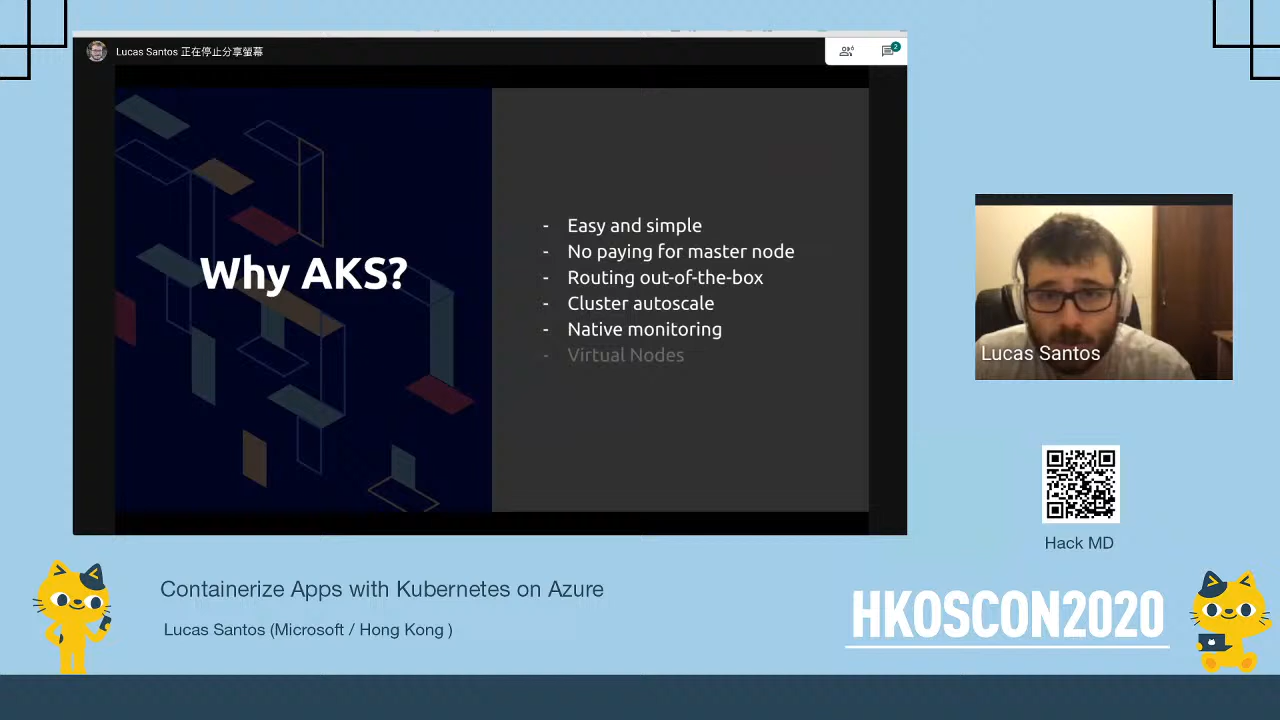 Lucas Santos 正在停止分享螢幕
2
Why AKS?
- Easy and simple
- No paying for master node
- Routing out-of-the-box
- Cluster autoscale
- Native monitoring
- Virtual Nodes
Lucas Santos
Hack MD
Containerize Apps with Kubernetes on Azure
Lucas Santos (Microsoft / Hong Kong )
HKOSCON2020